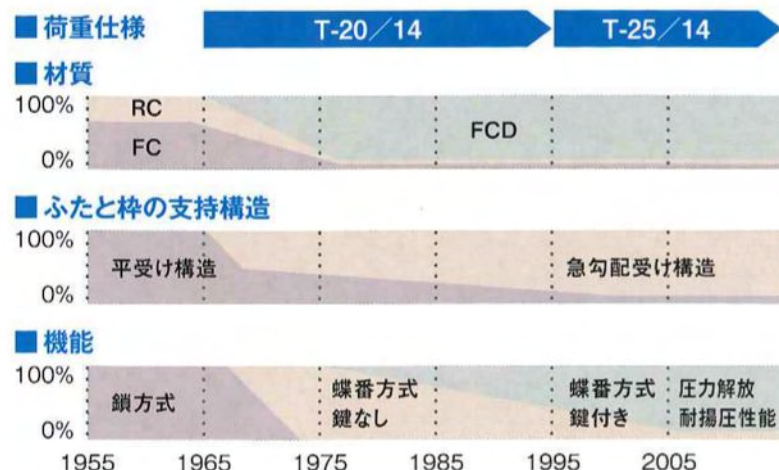 ■荷重仕様
T-20／14
T-25／14
■材質
100%
0%
RC
FC
FCD
■ふたと枠の支持構造
100%
0%
平受け構造
急勾配受け構造
■機能
100%
0%
鎖方式
蝶番方式
鍵なし
蝶番方式
鍵付き
圧力解放
耐揚圧性能
1955 1965 1975 1985 1995 2005